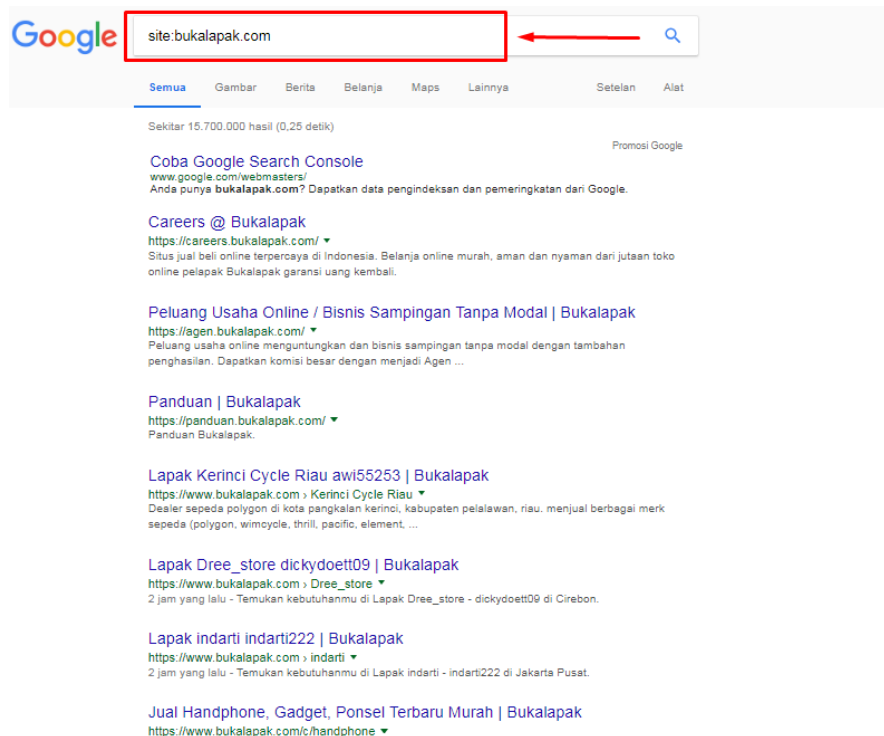 Google
site:bukalapak.com
Semua Gambar Berita Belanja Maps Lainnya Setelan Alat
Sekitar 15.700.000 hasil (0,25 detik)
Promosi Google
Coba Google Search Console
www.google.com/webmasters/
Anda punya bukalapak.com? Dapatkan data pengindeksan dan pemeringkatan dari Google.
Careers @ Bukalapak
https://careers.bukalapak.com/
Situs jual beli online terpercaya di Indonesia. Belanja online murah, aman dan nyaman dari jutaan toko
online pelapak Bukalapak garansi uang kembali.
Peluang Usaha Online / Bisnis Sampingan Tanpa Modal | Bukalapak
https://agen.bukalapak.com/
Peluang usaha online menguntungkan dan bisnis sampingan tanpa modal dengan tambahan
penghasilan. Dapatkan komisi besar dengan menjadi Agen ...
Panduan | Bukalapak
https://panduan.bukalapak.com/
Panduan Bukalapak.
Lapak Kerinci Cycle Riau awi55253 | Bukalapak
https://www.bukalapak.com › Kerinci Cycle Riau
Dealer sepeda polygon di kota pangkalan kerinci, kabupaten pelalawan, riau. menjual berbagai merk
sepeda (polygon, wimcycle, thrill, pacific, element, ...
Lapak Dree_store dickydoett09 | Bukalapak
https://www.bukalapak.com › Dree_store
2 jam yang lalu - Temukan kebutuhanmu di Lapak Dree_store - dickydoett09 di Cirebon.
Lapak indarti indarti222 | Bukalapak
https://www.bukalapak.com › indarti
2 jam yang lalu - Temukan kebutuhanmu di Lapak indarti - indarti222 di Jakarta Pusat.
Jual Handphone, Gadget, Ponsel Terbaru Murah | Bukalapak
https://www.bukalapak.com/c/handphone